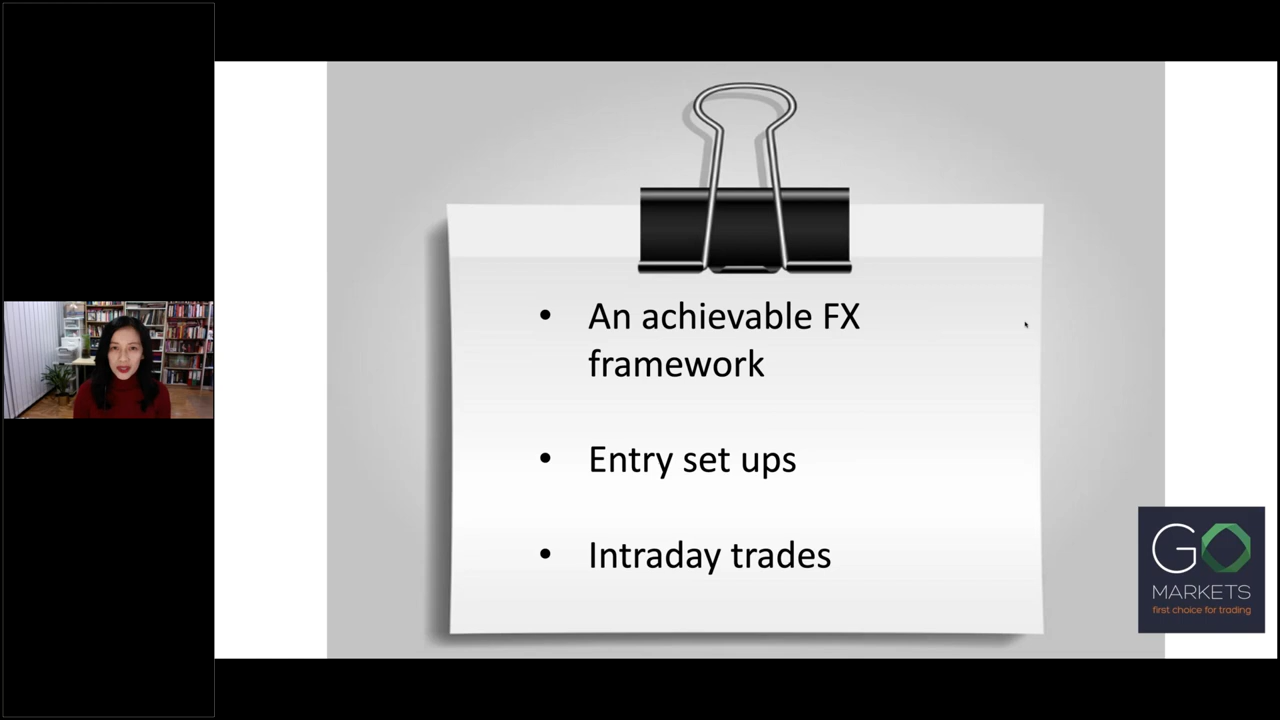 • An achievable FX
framework
• Entry set ups
• Intraday trades
GO
MARKETS
first choice for trading